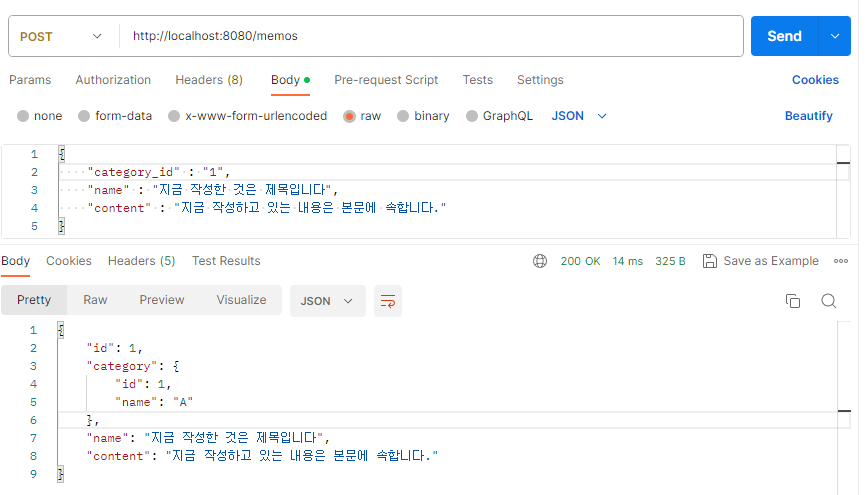 POST http://localhost:8080/memos Send
Params Authorization Headers (8) Body Pre-request Script Tests Settings Cookies
none form-data x-www-form-urlencoded raw binary GraphQL JSON Beautify
1 {
2 "category_id" : "1",
3 "name" : "지금 작성한 것은 제목입니다",
4 "content" : "지금 작성하고 있는 내용은 본문에 속합니다."
5 }
Body Cookies Headers (5) Test Results 200 OK 14 ms 325 B Save as Example
Pretty Raw Preview Visualize JSON
1 {
2 "id": 1,
3 "category": {
4 "id": 1,
5 "name": "A"
6 },
7 "name": "지금 작성한 것은 제목입니다",
8 "content": "지금 작성하고 있는 내용은 본문에 속합니다."
9 }